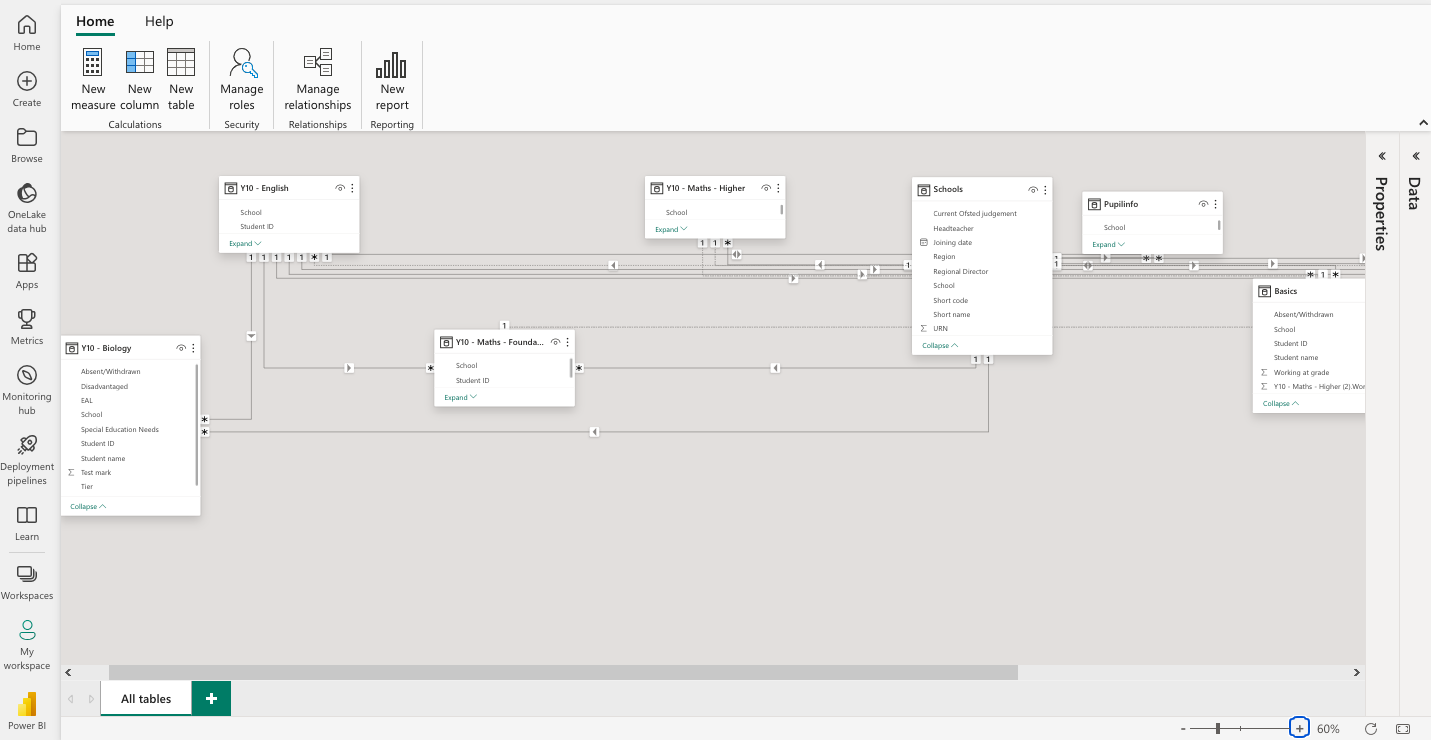 Home
Create
Browse
OneLake
data hub
Apps
Metrics
Monitoring
hub
Deployment
pipelines
Learn
Workspaces
My
workspace
Power BI
Home
Help
New
measure
New
column
New
table
Calculations
Manage
roles
Security
Manage
relationships
Relationships
New
report
Reporting
Y10 - English
School
Student ID
Expand
1 1 1 1 1 * 1
Y10 - Maths - Higher
School
Expand
1 1 *
Schools
Current Ofsted judgement
Headteacher
Joining date
Region
Regional Director
School
Short code
Short name
Σ URN
Collapse
1
1
1
1 1
Pupilinfo
School
Expand
* *
* 1 *
Basics
Absent/Withdrawn
School
Student ID
Student name
Σ Working at grade
Σ Y10 - Maths - Higher (2).Wor
Collapse
Y10 - Biology
Absent/Withdrawn
Disadvantaged
EAL
School
Special Education Needs
Student ID
Student name
Σ Test mark
Tier
Collapse
*
*
1
Y10 - Maths - Founda...
School
Student ID
Expand
*
*
Properties
Data
All tables
+
-
+
60%